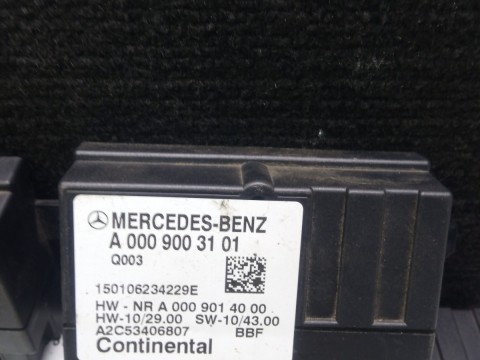 MERCEDES-BENZ
A 000 900 31 01
Q003
150106234229E
HW - NR A 000 901 40 00
HW-10/29.00 SW-10/43.00
A2C53406807 BBF
Continental